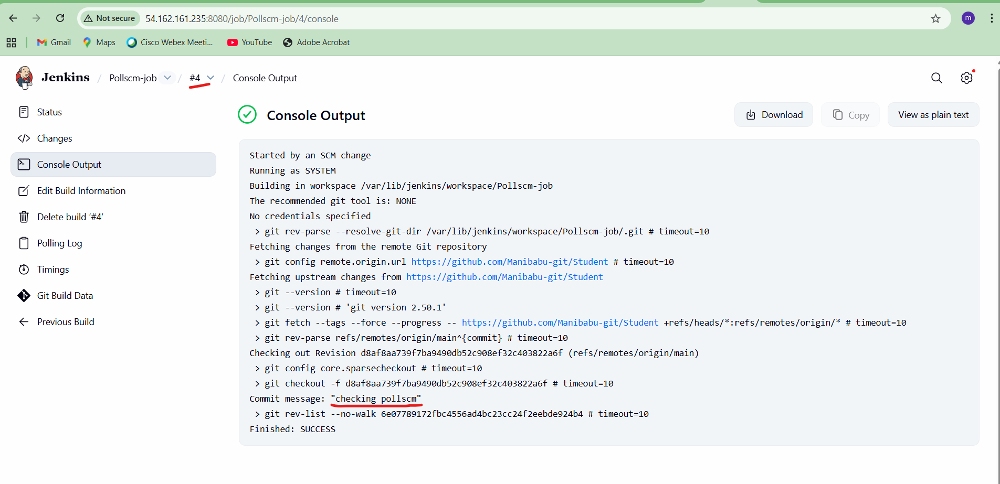 Not secure 54.162.161.235:8080/job/Pollscm-job/4/console m
Gmail Maps Cisco Webex Meeti... YouTube Adobe Acrobat
Jenkins / Pollscm-job / #4 / Console Output
Status
Changes
Console Output
Edit Build Information
Delete build ‘#4’
Polling Log
Timings
Git Build Data
Previous Build
Console Output
Download Copy View as plain text
Started by an SCM change
Running as SYSTEM
Building in workspace /var/lib/jenkins/workspace/Pollscm-job
The recommended git tool is: NONE
No credentials specified
> git rev-parse --resolve-git-dir /var/lib/jenkins/workspace/Pollscm-job/.git # timeout=10
Fetching changes from the remote Git repository
> git config remote.origin.url https://github.com/Manibabu-git/Student # timeout=10
Fetching upstream changes from https://github.com/Manibabu-git/Student
> git --version # timeout=10
> git --version # 'git version 2.50.1'
> git fetch --tags --force --progress -- https://github.com/Manibabu-git/Student +refs/heads/*:refs/remotes/origin/* # timeout=10
> git rev-parse refs/remotes/origin/main^{commit} # timeout=10
Checking out Revision d8af8aa739f7ba9490db52c908ef32c403822a6f (refs/remotes/origin/main)
> git config core.sparsecheckout # timeout=10
> git checkout -f d8af8aa739f7ba9490db52c908ef32c403822a6f # timeout=10
Commit message: "checking pollscm"
> git rev-list --no-walk 6e07789172fbc4556ad4bc23cc24f2eebde924b4 # timeout=10
Finished: SUCCESS